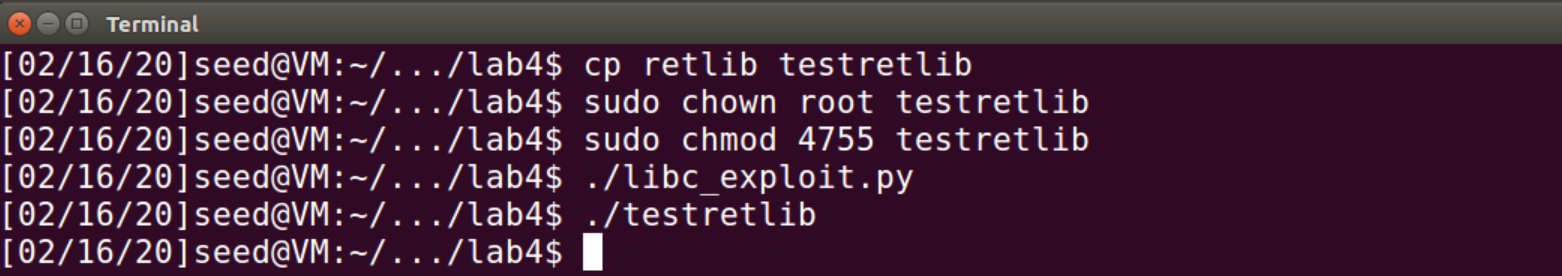 Terminal
[02/16/20]seed@VM:~/.../lab4$ cp retlib testretlib
[02/16/20]seed@VM:~/.../lab4$ sudo chown root testretlib
[02/16/20]seed@VM:~/.../lab4$ sudo chmod 4755 testretlib
[02/16/20]seed@VM:~/.../lab4$ ./libc_exploit.py
[02/16/20]seed@VM:~/.../lab4$ ./testretlib
[02/16/20]seed@VM:~/.../lab4$